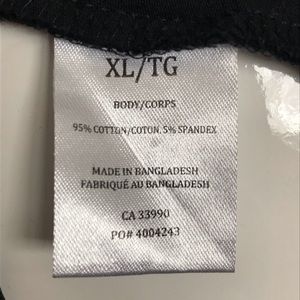 XL/TG
BODY/CORPS
95% COTTON/COTON, 5% SPANDEX
MADE IN BANGLADESH
FABRIQUÉ AU BANGLADESH
CA 33990
PO# 4004243